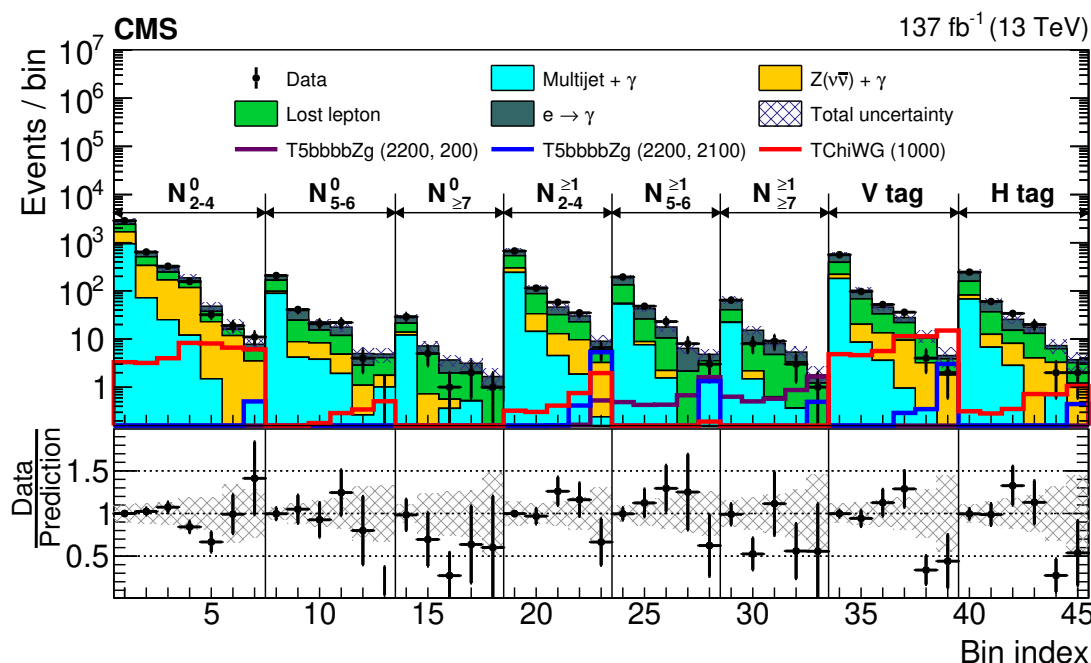 CMS 137 fb⁻¹ (13 TeV)
Events / bin
10⁷
10⁶
10⁵
10⁴
10³
10²
10
1
Data Multijet + γ Z(νν̅) + γ
Lost lepton e → γ Total uncertainty
T5bbbbZg (2200, 200) T5bbbbZg (2200, 2100) TChiWG (1000)
N⁰₂₋₄ N⁰₅₋₆ N⁰≥₇ N≥¹₂₋₄ N≥¹₅₋₆ N≥¹≥₇ V tag H tag
Data
Prediction
1.5
1.0
0.5
5 10 15 20 25 30 35 40 45
Bin index